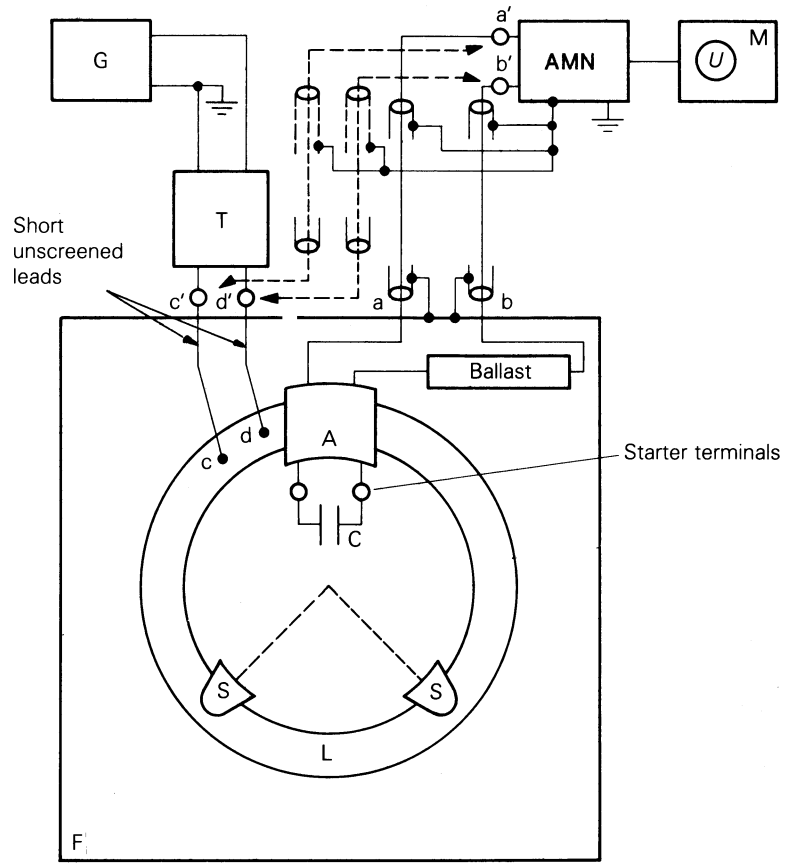 a'
G
b'
AMN
U
M
T
Short
unscreened
leads
c'
d'
a
b
Ballast
A
d
c
Starter terminals
C
S
S
L
F